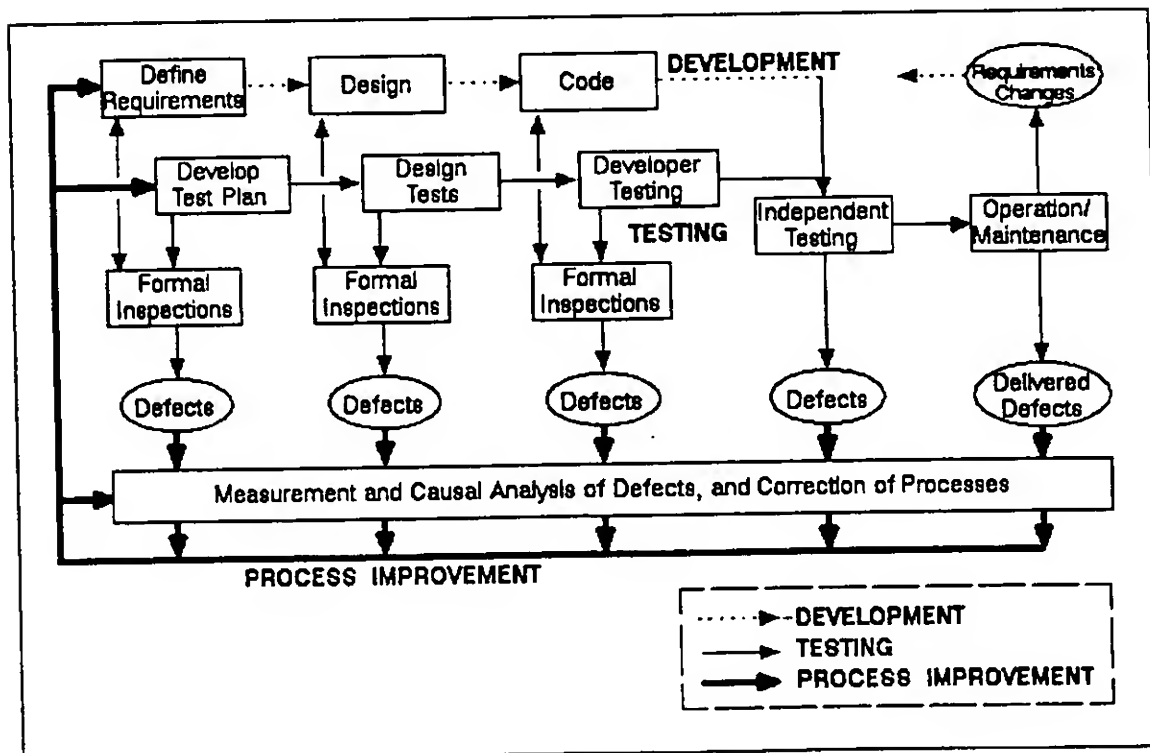 Define
Requirements
Design
Code
DEVELOPMENT
Requirements
Changes
Develop
Test Plan
Design
Tests
Developer
Testing
TESTING
Independent
Testing
Operation/
Maintenance
Formal
Inspections
Formal
Inspections
Formal
Inspections
Defects
Defects
Defects
Defects
Delivered
Defects
Measurement and Causal Analysis of Defects, and Correction of Processes
PROCESS IMPROVEMENT
DEVELOPMENT
TESTING
PROCESS IMPROVEMENT